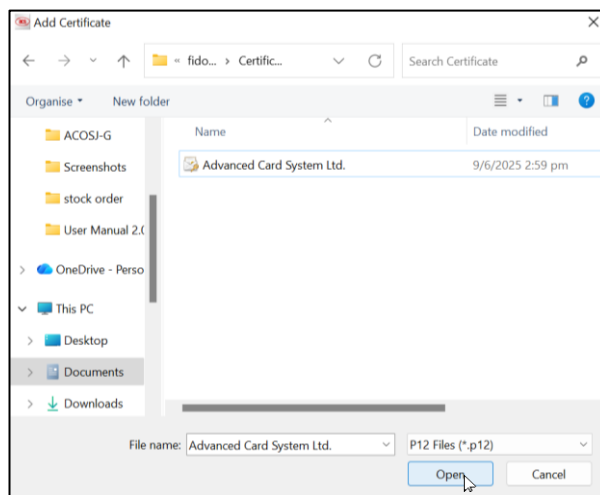 Add Certificate
« fido... › Certific...
Search Certificate
Organise
New folder
Name
Date modified
ACOSJ-G
Screenshots
stock order
User Manual 2.(
OneDrive - Perso
This PC
Desktop
Documents
Downloads
Advanced Card System Ltd.
9/6/2025 2:59 pm
File name: Advanced Card System Ltd.
P12 Files (*.p12)
Open
Cancel